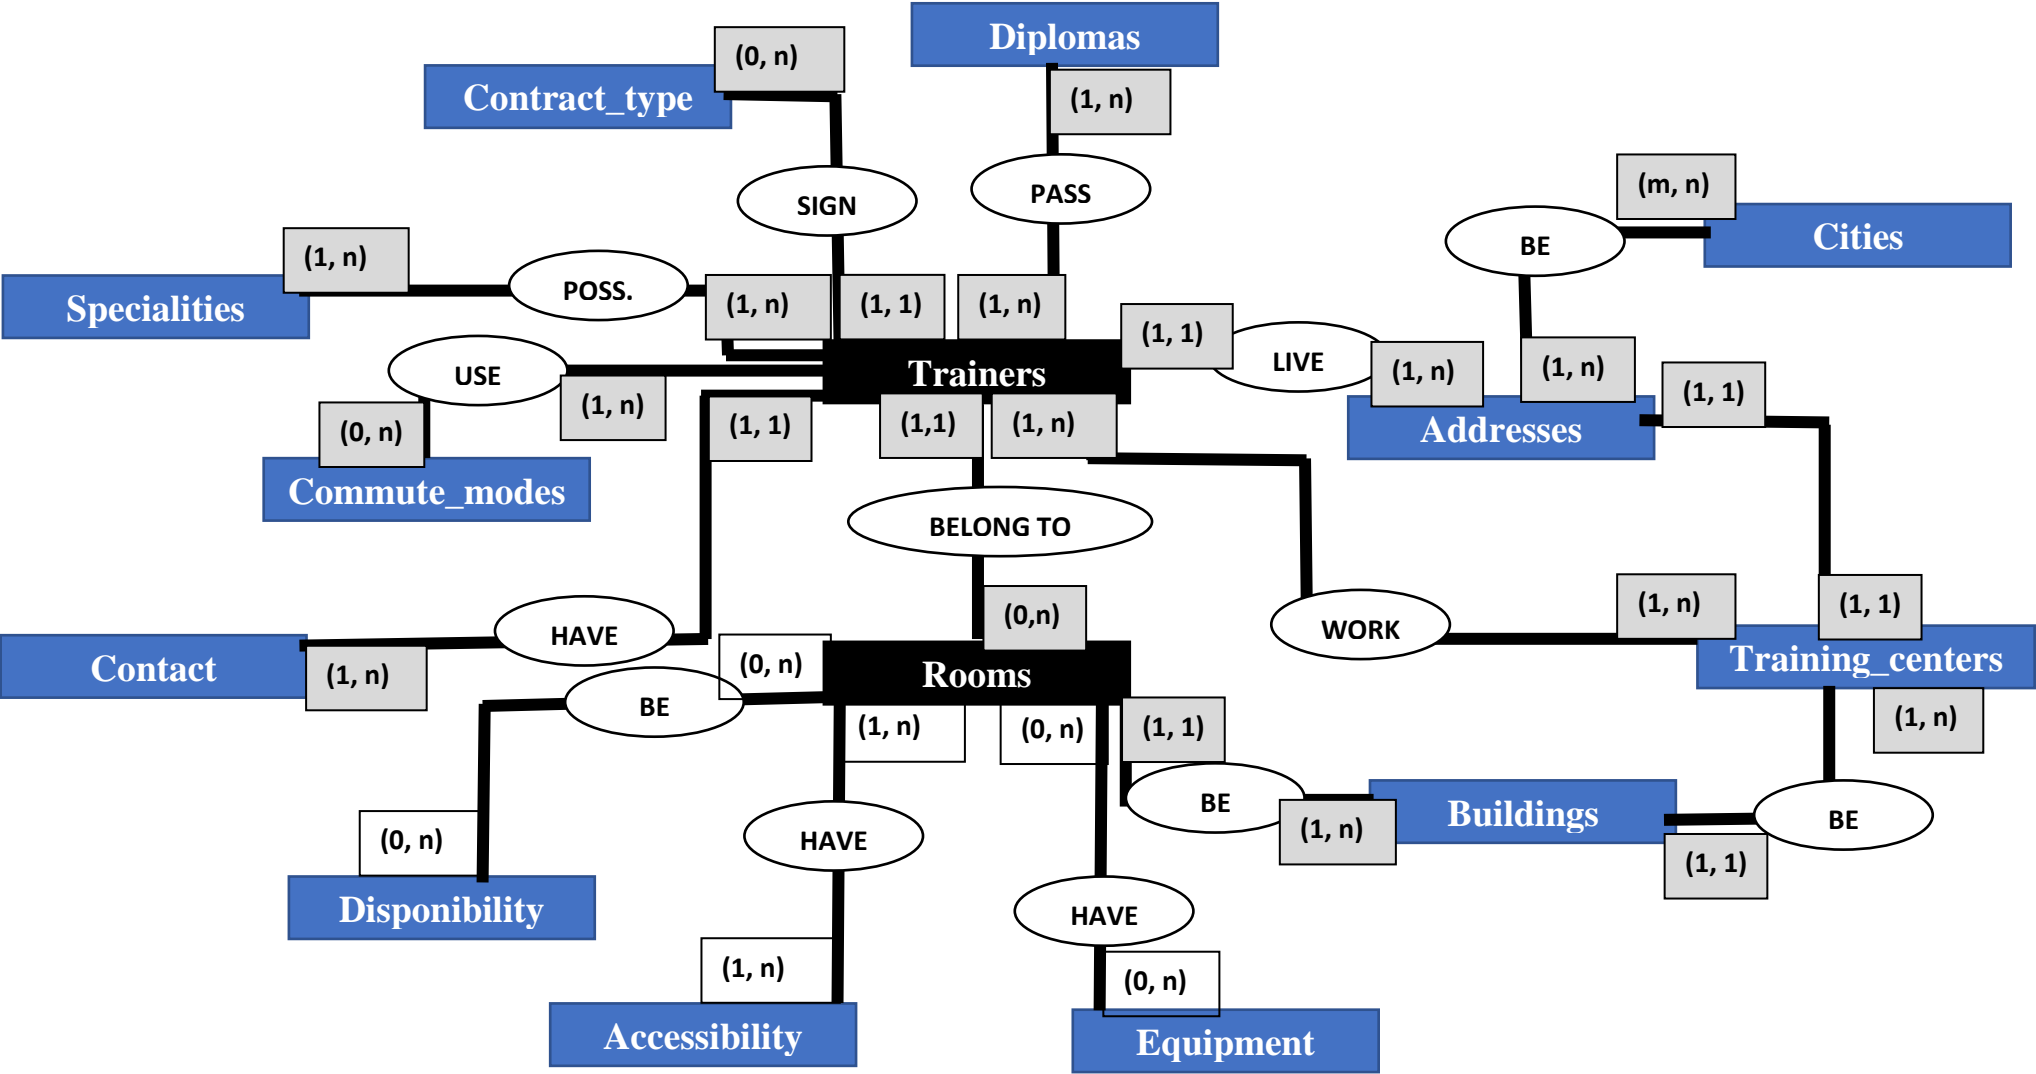 Diplomas
(0, n)
Contract_type
(1, n)
SIGN
PASS
(m, n)
Cities
BE
(1, n)
Specialities
POSS.
(1, n)
(1, 1)
(1, n)
(1, 1)
LIVE
(1, n)
(1, n)
(1, 1)
USE
Trainers
(1, n)
(0, n)
(1, 1)
(1,1)
(1, n)
Addresses
Commute_modes
BELONG TO
(0,n)
WORK
(1, n)
(1, 1)
HAVE
Contact
(1, n)
(0, n)
Rooms
Training_centers
BE
(1, n)
(0, n)
(1, 1)
(1, n)
BE
(1, n)
Buildings
(1, 1)
BE
(0, n)
HAVE
Disponibility
HAVE
(1, n)
(0, n)
Accessibility
Equipment